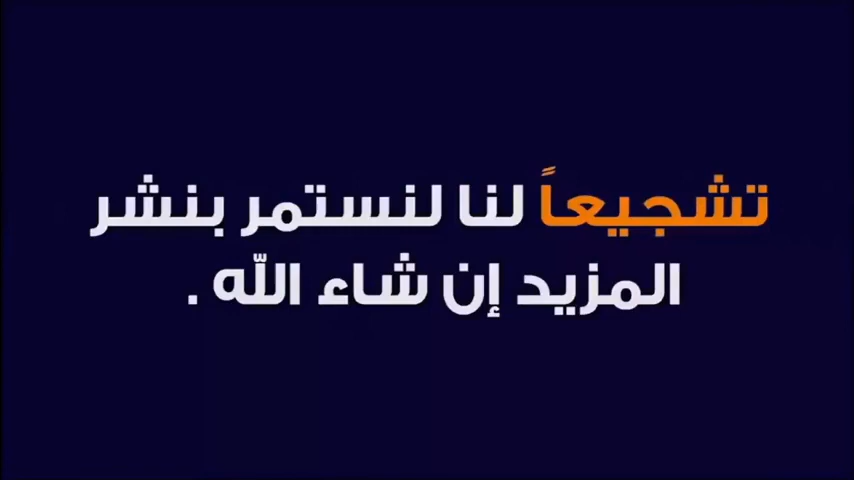 تشجيعاً لنا لنستمر بنشر
المزيد إن شاء الله .